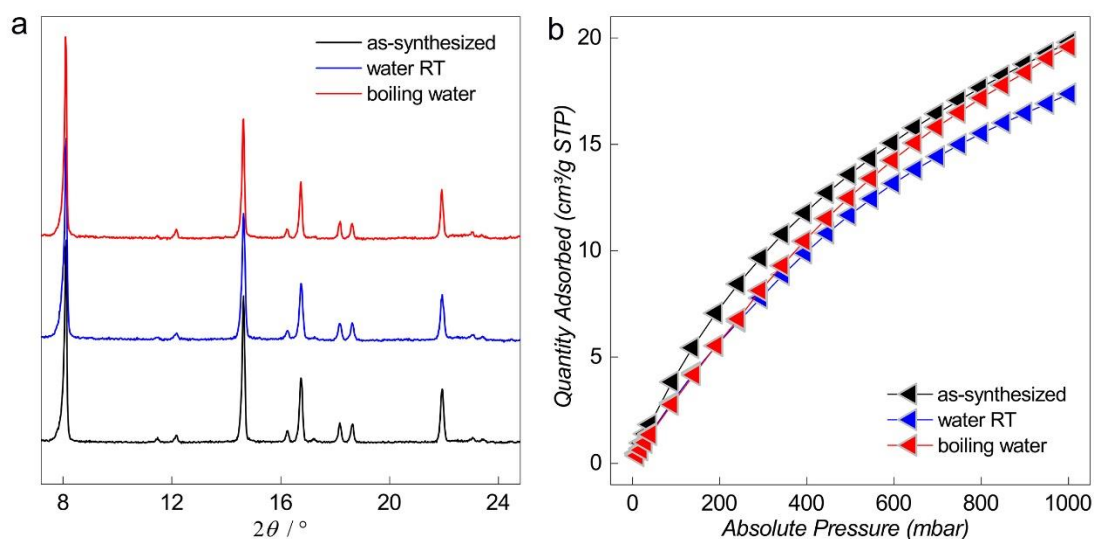 a
as-synthesized
water RT
boiling water
8 12 16 20 24
2θ / °
b
Quantity Adsorbed (cm³/g STP)
20
15
10
5
0
as-synthesized
water RT
boiling water
0 200 400 600 800 1000
Absolute Pressure (mbar)